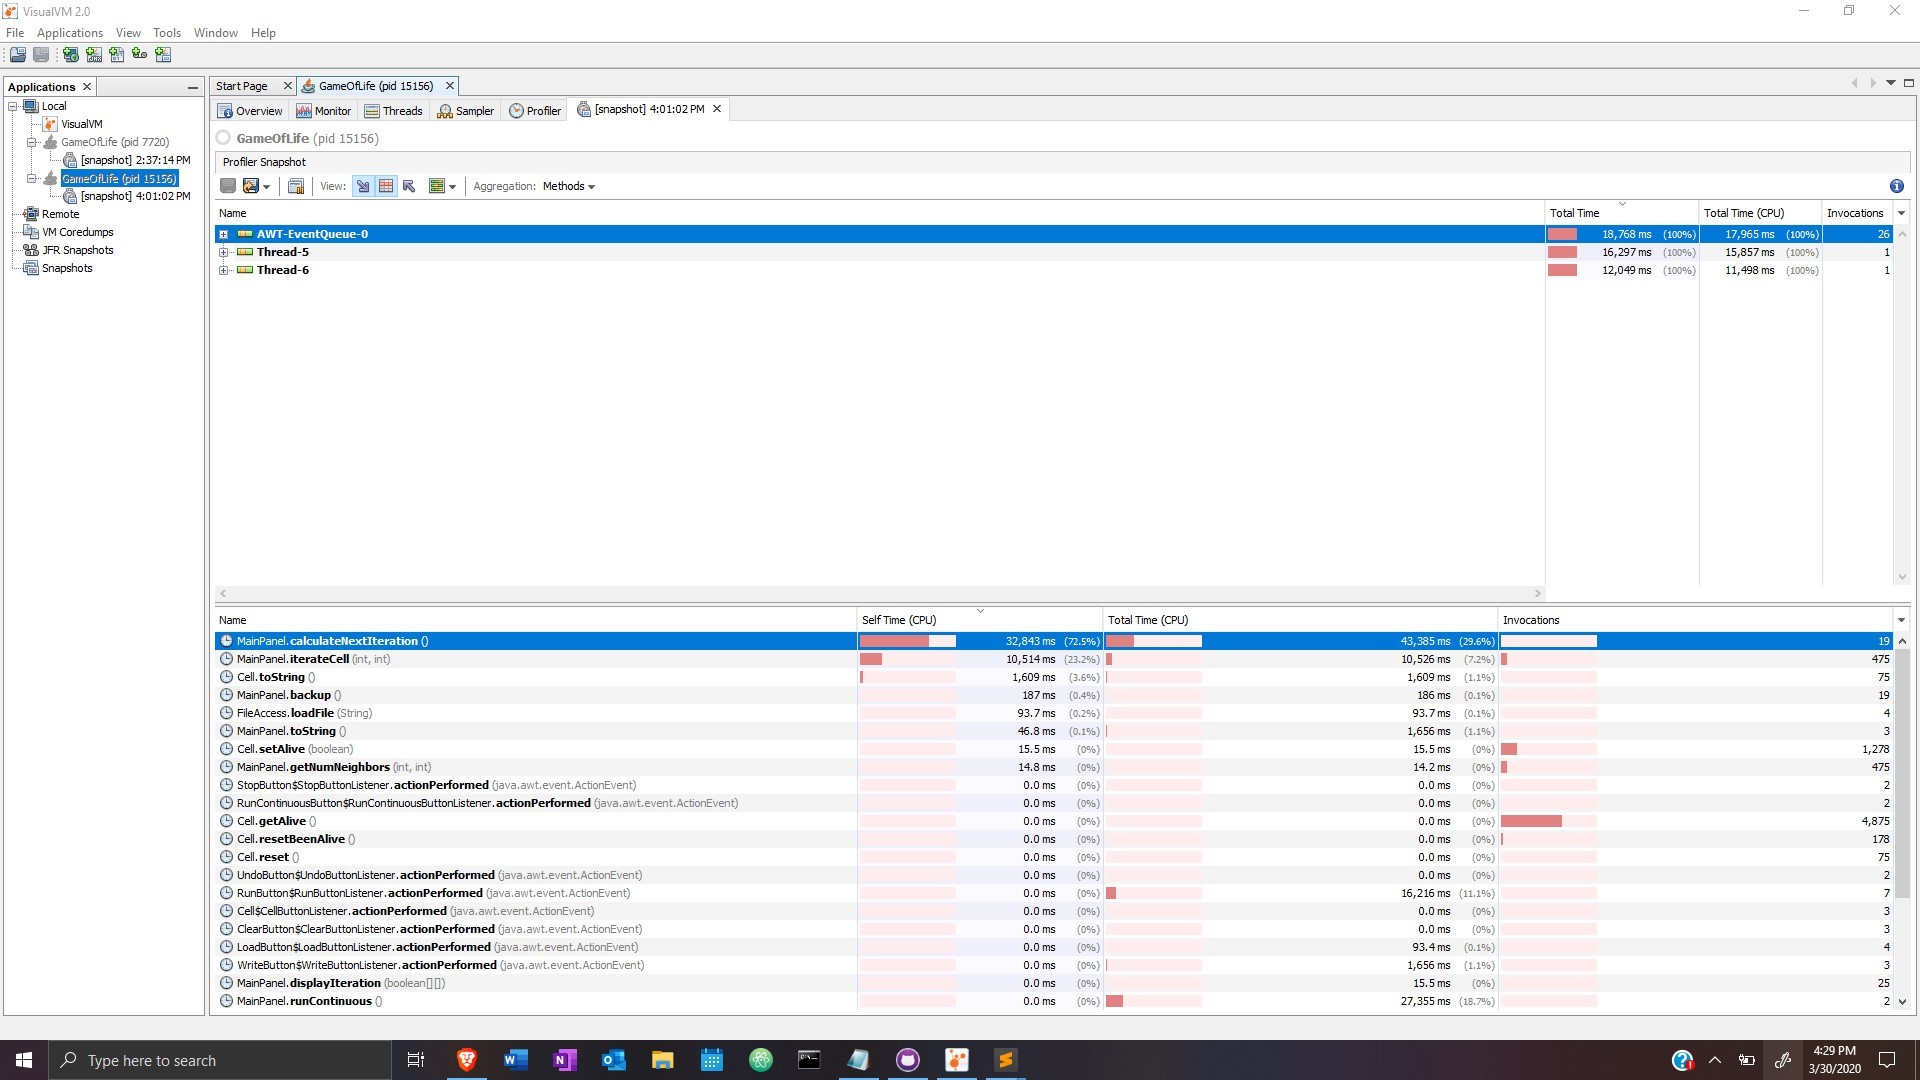 VisualVM 2.0
File Applications View Tools Window Help
Applications
Local
VisualVM
GameOfLife (pid 7720)
[snapshot] 2:37:14 PM
GameOfLife (pid 15156)
[snapshot] 4:01:02 PM
Remote
VM Coredumps
JFR Snapshots
Snapshots
Start Page GameOfLife (pid 15156)
Overview Monitor Threads Sampler Profiler [snapshot] 4:01:02 PM
GameOfLife (pid 15156)
Profiler Snapshot
View: Aggregation: Methods
Name Total Time Total Time (CPU) Invocations
AWT-EventQueue-0 18,768 ms (100%) 17,965 ms (100%) 26
Thread-5 16,297 ms (100%) 15,857 ms (100%) 1
Thread-6 12,049 ms (100%) 11,498 ms (100%) 1
Name Self Time (CPU) Total Time (CPU) Invocations
MainPanel.calculateNextIteration () 32,843 ms (72.5%) 43,385 ms (29.6%) 19
MainPanel.iterateCell (int, int) 10,514 ms (23.2%) 10,526 ms (7.2%) 475
Cell.toString () 1,609 ms (3.6%) 1,609 ms (1.1%) 75
MainPanel.backup () 187 ms (0.4%) 186 ms (0.1%) 19
FileAccess.loadFile (String) 93.7 ms (0.2%) 93.7 ms (0.1%) 4
MainPanel.toString () 46.8 ms (0.1%) 1,656 ms (1.1%) 3
Cell.setAlive (boolean) 15.5 ms (0%) 15.5 ms (0%) 1,278
MainPanel.getNumNeighbors (int, int) 14.8 ms (0%) 14.2 ms (0%) 475
StopButton$StopButtonListener.actionPerformed (java.awt.event.ActionEvent) 0.0 ms (0%) 0.0 ms (0%) 2
RunContinuousButton$RunContinuousButtonListener.actionPerformed (java.awt.event.ActionEvent) 0.0 ms (0%) 0.0 ms (0%) 2
Cell.getAlive () 0.0 ms (0%) 0.0 ms (0%) 4,875
Cell.resetBeenAlive () 0.0 ms (0%) 0.0 ms (0%) 178
Cell.reset () 0.0 ms (0%) 0.0 ms (0%) 75
UndoButton$UndoButtonListener.actionPerformed (java.awt.event.ActionEvent) 0.0 ms (0%) 0.0 ms (0%) 2
RunButton$RunButtonListener.actionPerformed (java.awt.event.ActionEvent) 0.0 ms (0%) 16,216 ms (11.1%) 7
Cell$CellButtonListener.actionPerformed (java.awt.event.ActionEvent) 0.0 ms (0%) 0.0 ms (0%) 3
ClearButton$ClearButtonListener.actionPerformed (java.awt.event.ActionEvent) 0.0 ms (0%) 0.0 ms (0%) 3
LoadButton$LoadButtonListener.actionPerformed (java.awt.event.ActionEvent) 0.0 ms (0%) 93.4 ms (0.1%) 4
WriteButton$WriteButtonListener.actionPerformed (java.awt.event.ActionEvent) 0.0 ms (0%) 1,656 ms (1.1%) 3
MainPanel.displayIteration (boolean[][]) 0.0 ms (0%) 15.5 ms (0%) 25
MainPanel.runContinuous () 0.0 ms (0%) 27,355 ms (18.7%) 2
Type here to search
4:29 PM
3/30/2020